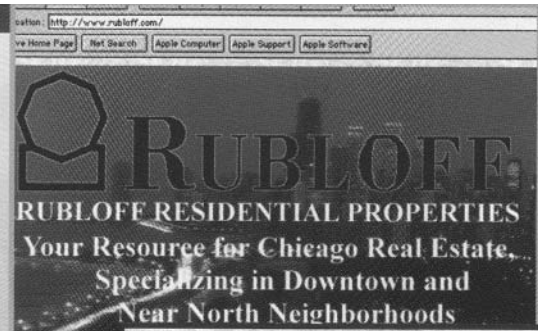 ocation: http://www.rubloff.com/
ve Home Page Net Search Apple Computer Apple Support Apple Software
RUBLOFF
RUBLOFF RESIDENTIAL PROPERTIES
Your Resource for Chicago Real Estate,
Specializing in Downtown and
Near North Neighborhoods